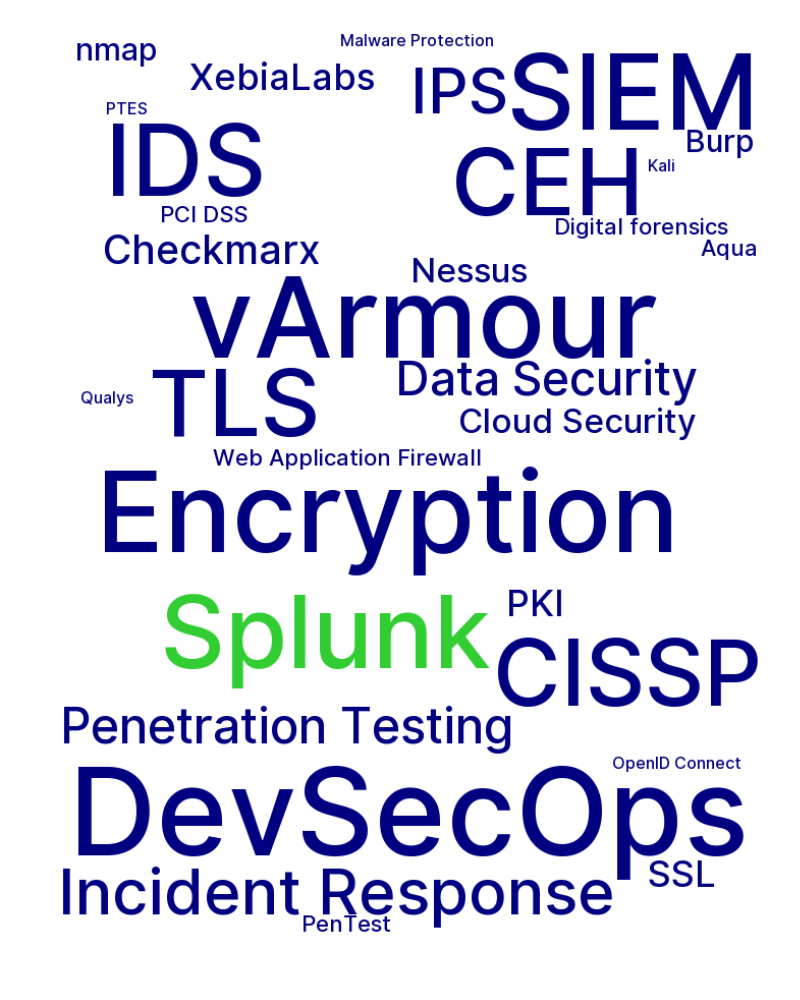 Malware Protection
nmap
XebiaLabs
IPS
SIEM
PTES
IDS
Burp
CEH
Kali
PCI DSS
Digital forensics
Checkmarx
Aqua
Nessus
vArmour
TLS
Data Security
Qualys
Cloud Security
Web Application Firewall
Encryption
Splunk
PKI
CISSP
Penetration Testing
OpenID Connect
DevSecOps
Incident Response
SSL
PenTest